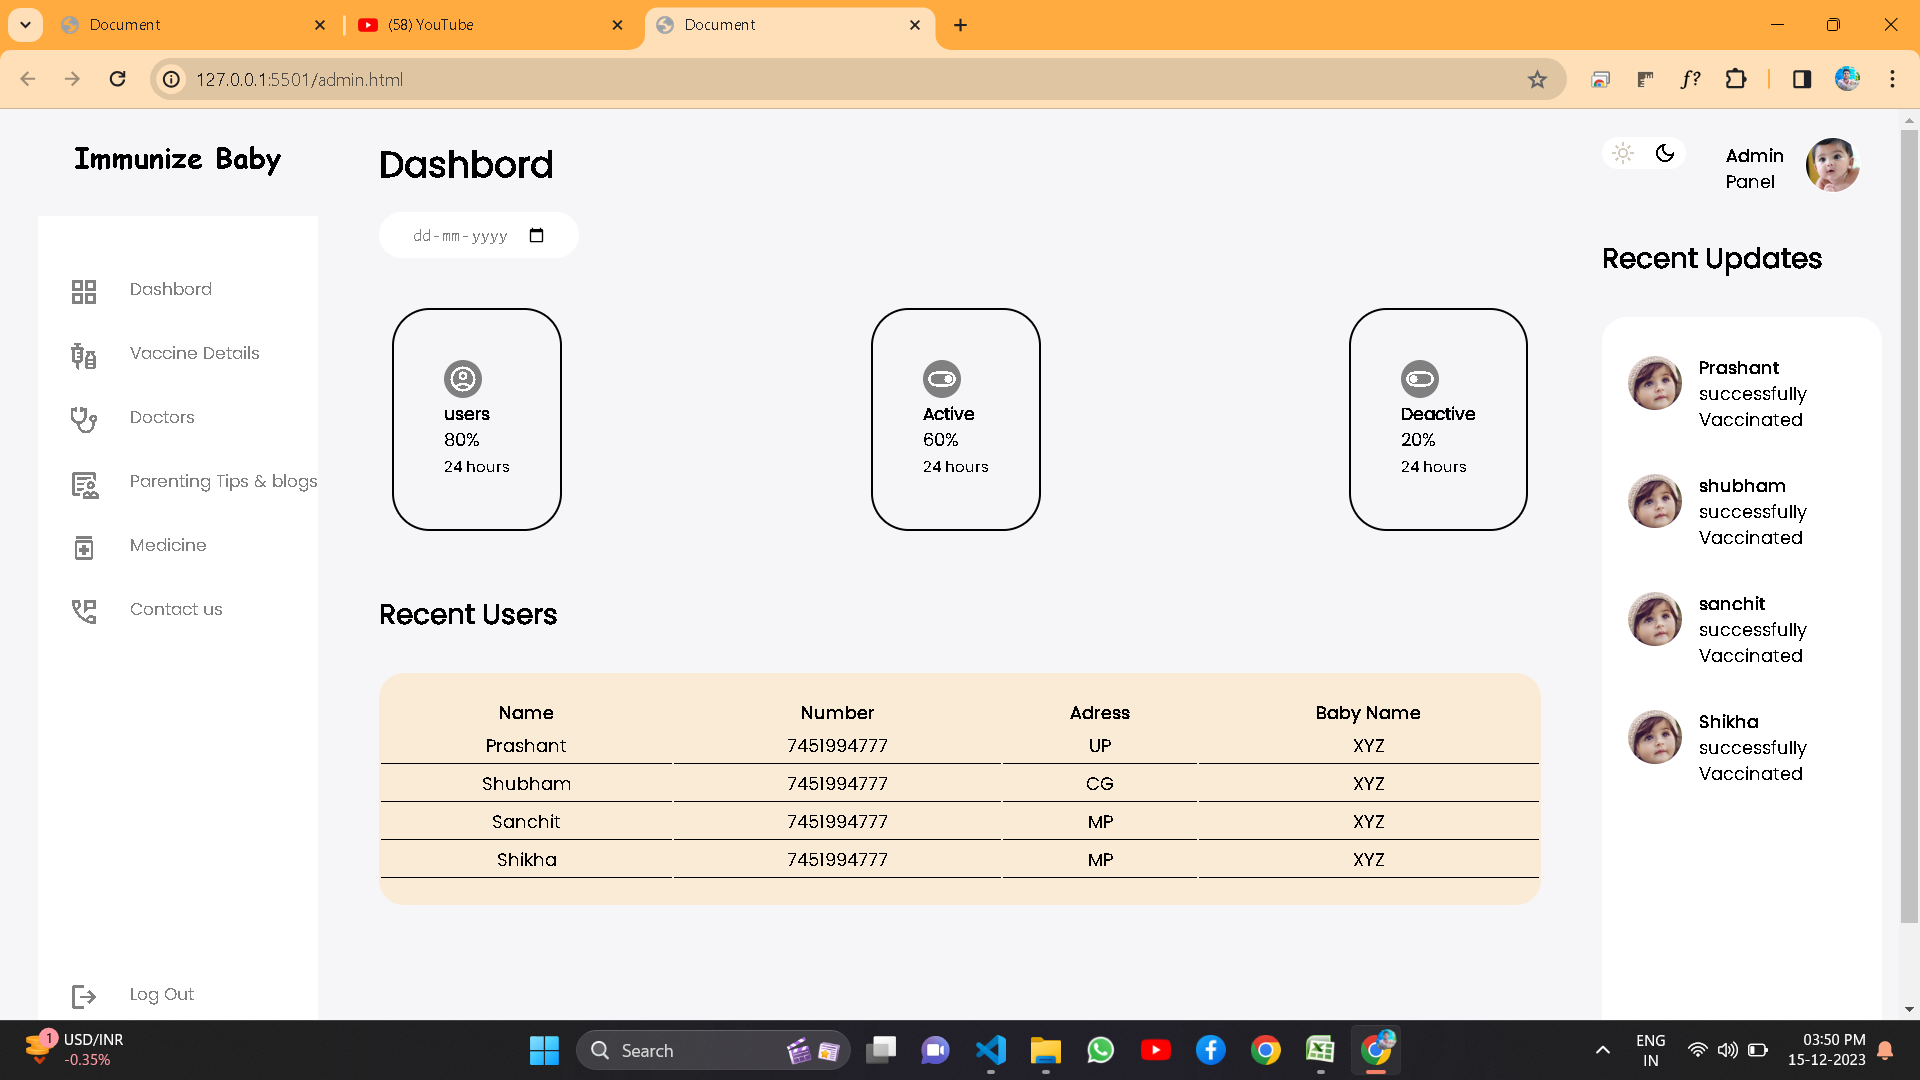 Document
(58) YouTube
Document
127.0.0.1:5501/admin.html
Immunize Baby
Dashbord
Vaccine Details
Doctors
Parenting Tips & blogs
Medicine
Contact us
Log Out
Dashbord
dd-mm-yyyy
users
80%
24 hours
Active
60%
24 hours
Deactive
20%
24 hours
Recent Users
Name Number Adress Baby Name
Prashant 7451994777 UP XYZ
Shubham 7451994777 CG XYZ
Sanchit 7451994777 MP XYZ
Shikha 7451994777 MP XYZ
Admin
Panel
Recent Updates
Prashant
successfully
Vaccinated
shubham
successfully
Vaccinated
sanchit
successfully
Vaccinated
Shikha
successfully
Vaccinated
f?
1
USD/INR
-0.35%
Search
ENG
IN
03:50 PM
15-12-2023